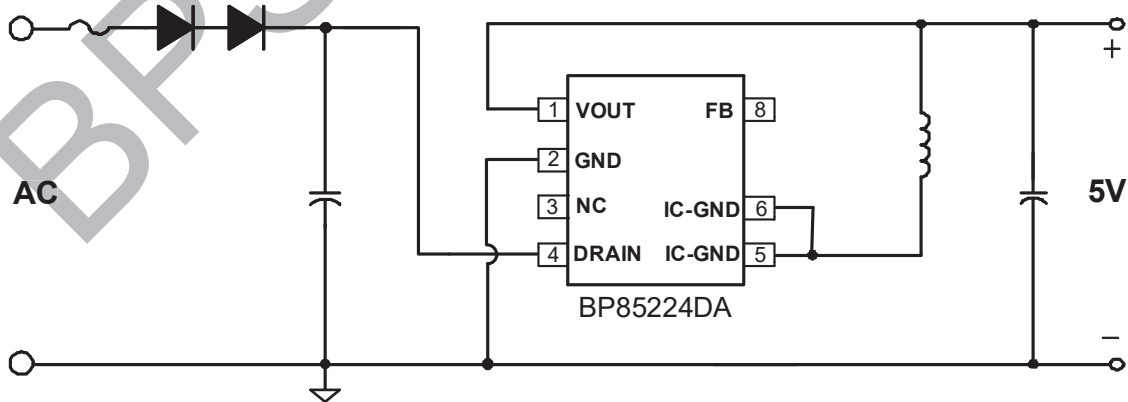 +
1 VOUT FB 8
2 GND
AC
5V
3 NC IC-GND 6
4 DRAIN IC-GND 5
BP85224DA
−